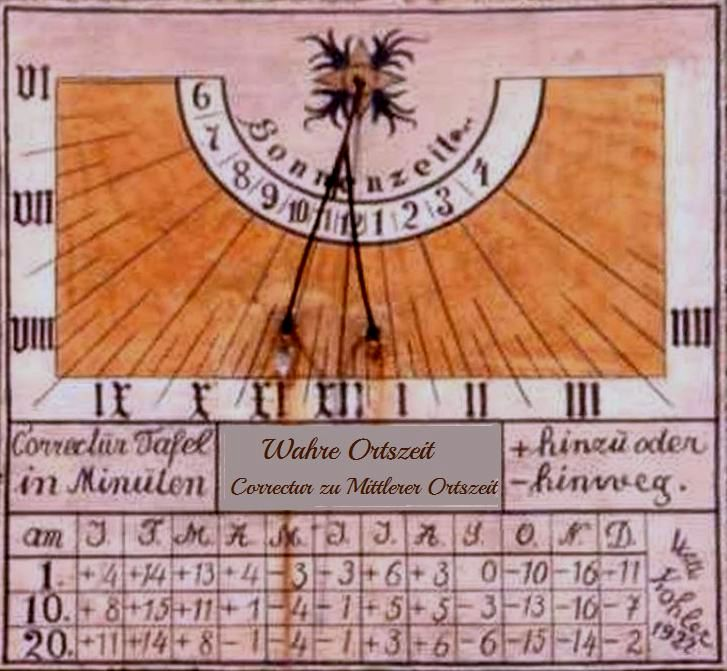 VI
6
7
8
9
10
11
12
1
2
3
4
Sonnenzeit
VII
VIII
IIII
IX X XI XII I II III
Correctur Tafel
in Minuten
Wahre Ortszeit
Correctur zu Mittlerer Ortszeit
+ hinzu oder
- hinweg.
am J. F. M. A. M. J. J. A. S. O. N. D.
1. +4 +14 +13 +4 -3 -3 +6 +3 0 -10 -16 -11
10. +8 +15 +11 +1 -4 -1 +5 +5 -3 -13 -16 -7
20. +11 +14 +8 -1 -4 -1 +3 +6 -6 -15 -14 -2
Köhler
1922